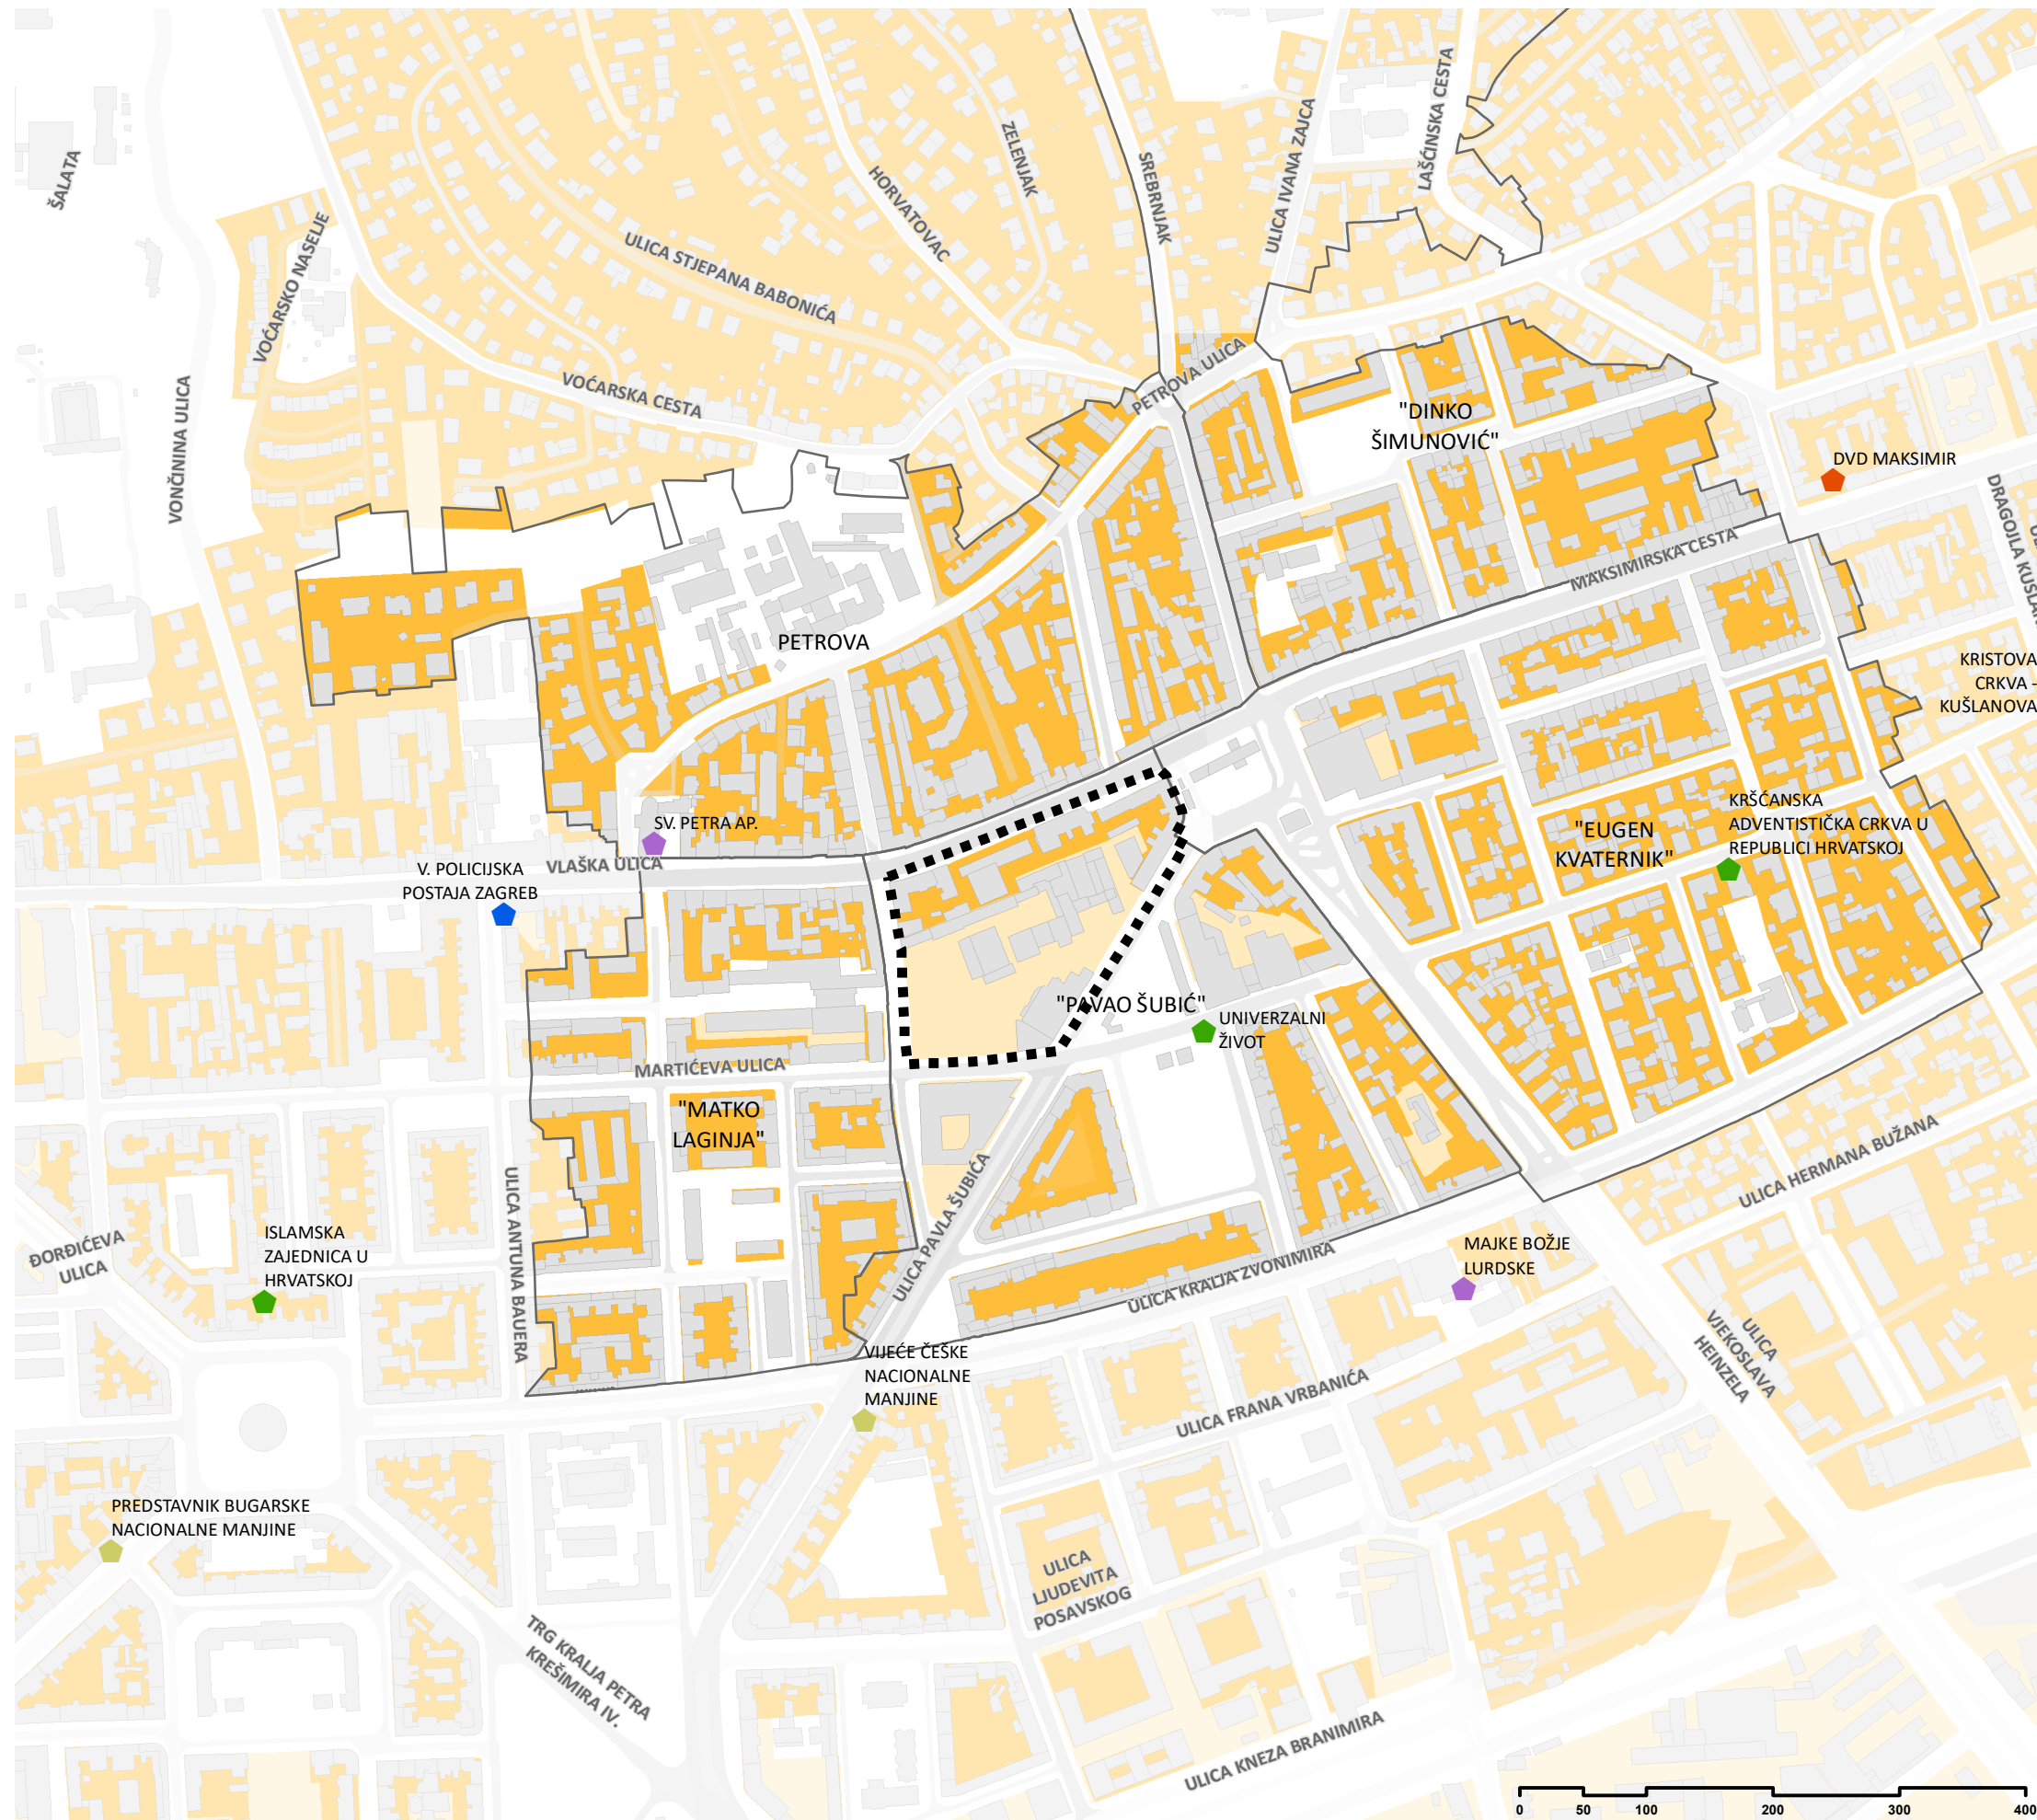 ŠALATA
VONČININA ULICA
VOĆARSKO NASELJE
ULICA STJEPANA BABONIĆA
VOĆARSKA CESTA
HORVATOVAC
ZELENJAK
SREBRNJAK
ULICA IVANA ZAJCA
LAŠĆINSKA CESTA
PETROVA ULICA
"DINKO
ŠIMUNOVIĆ"
DVD MAKSIMIR
DRAGOJLA KUŠLAN
MAKSIMIRSKA CESTA
PETROVA
KRISTOVA
CRKVA -
KUŠLANOVA
SV. PETRA AP.
VLAŠKA ULICA
V. POLICIJSKA
POSTAJA ZAGREB
KRŠĆANSKA
ADVENTISTIČKA CRKVA U
REPUBLICI HRVATSKOJ
"EUGEN
KVATERNIK"
"PAVAO ŠUBIĆ"
UNIVERZALNI
ŽIVOT
MARTIĆEVA ULICA
"MATKO
LAGINJA"
ULICA ANTUNA BAUERA
ULICA PAVLA ŠUBIĆA
ULICA HERMANA BUŽANA
ĐORĐIĆEVA
ULICA
ISLAMSKA
ZAJEDNICA U
HRVATSKOJ
ULICA KRALJA ZVONIMIRA
MAJKE BOŽJE
LURDSKE
ULICA
VJEKOSLAVA
HEINZELA
VIJEĆE ČEŠKE
NACIONALNE
MANJINE
ULICA FRANA VRBANIĆA
PREDSTAVNIK BUGARSKE
NACIONALNE MANJINE
ULICA
LJUDEVITA
POSAVSKOG
TRG KRALJA PETRA
KREŠIMIRA IV.
ULICA KNEZA BRANIMIRA
0 50 100 200 300 400